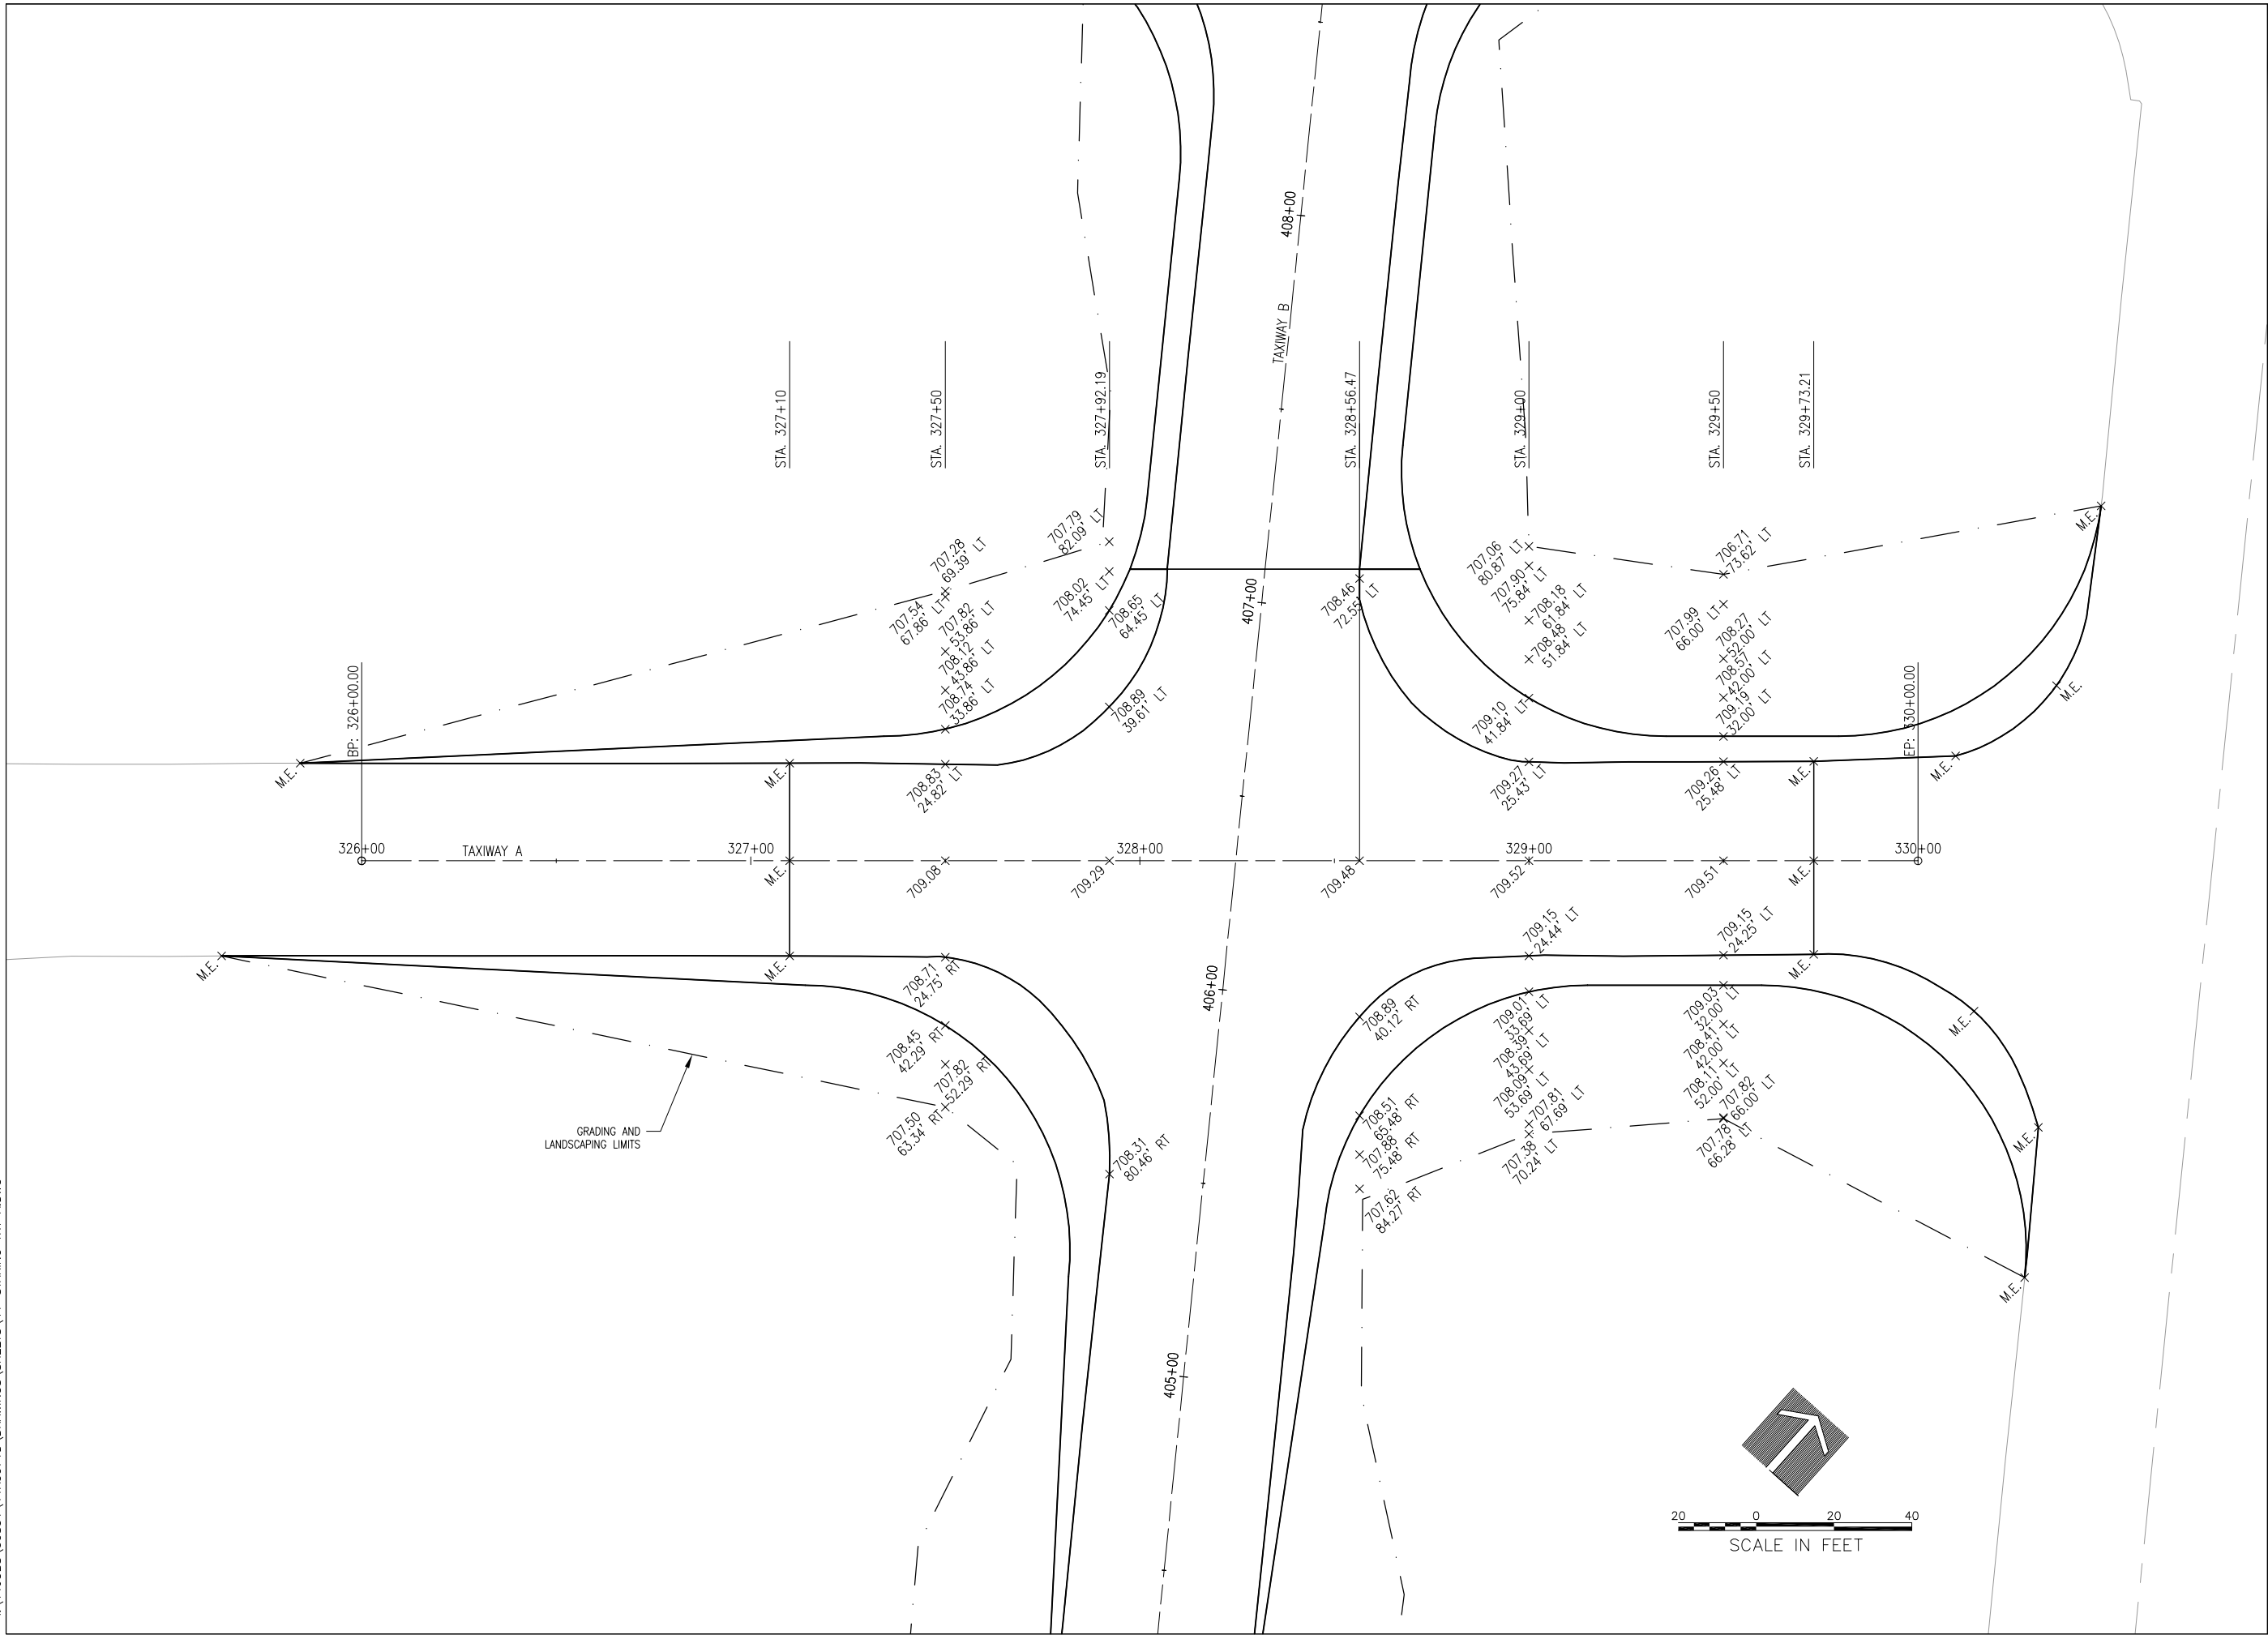 408+00
TAXIWAY B
407+00
406+00
405+00
STA. 327+10
STA. 327+50
STA. 327+92.19
STA. 328+56.47
STA. 329+00
STA. 329+50
STA. 329+73.21
707.28
69.39' LT
707.54
67.86' LT
707.82
53.86' LT
708.12
43.86' LT
708.74
33.86' LT
708.83
24.82' LT
707.79
82.09' LT
708.02
74.45' LT
708.65
64.45' LT
708.89
39.61' LT
708.46
72.55' LT
707.06
80.87' LT
707.90
75.84' LT
708.18
61.84' LT
708.48
51.84' LT
709.10
41.84' LT
709.27
25.43' LT
706.71
73.62' LT
707.99
66.00' LT
708.27
52.00' LT
708.57
42.00' LT
709.19
32.00' LT
709.26
25.48' LT
M.E.
M.E.
M.E.
M.E.
M.E.
M.E.
BP: 326+00.00
EP: 330+00.00
326+00
TAXIWAY A
327+00
328+00
329+00
330+00
M.E.
709.08
709.29
709.48
709.52
709.51
M.E.
M.E.
M.E.
708.71
24.75' RT
708.45
42.29' RT
707.82
52.29' RT
707.50
63.34' RT
708.31
80.46' RT
708.89
40.12' RT
708.51
65.48' RT
707.88
75.48' RT
707.62
84.27' RT
709.15
24.44' LT
709.01
33.69' LT
708.39
43.69' LT
708.09
53.69' LT
707.81
67.69' LT
707.38
70.24' LT
709.15
24.25' LT
709.03
32.00' LT
708.41
42.00' LT
708.11
52.00' LT
707.82
66.00' LT
707.78
66.28' LT
M.E.
M.E.
M.E.
M.E.
GRADING AND
LANDSCAPING LIMITS
20 0 20 40
SCALE IN FEET